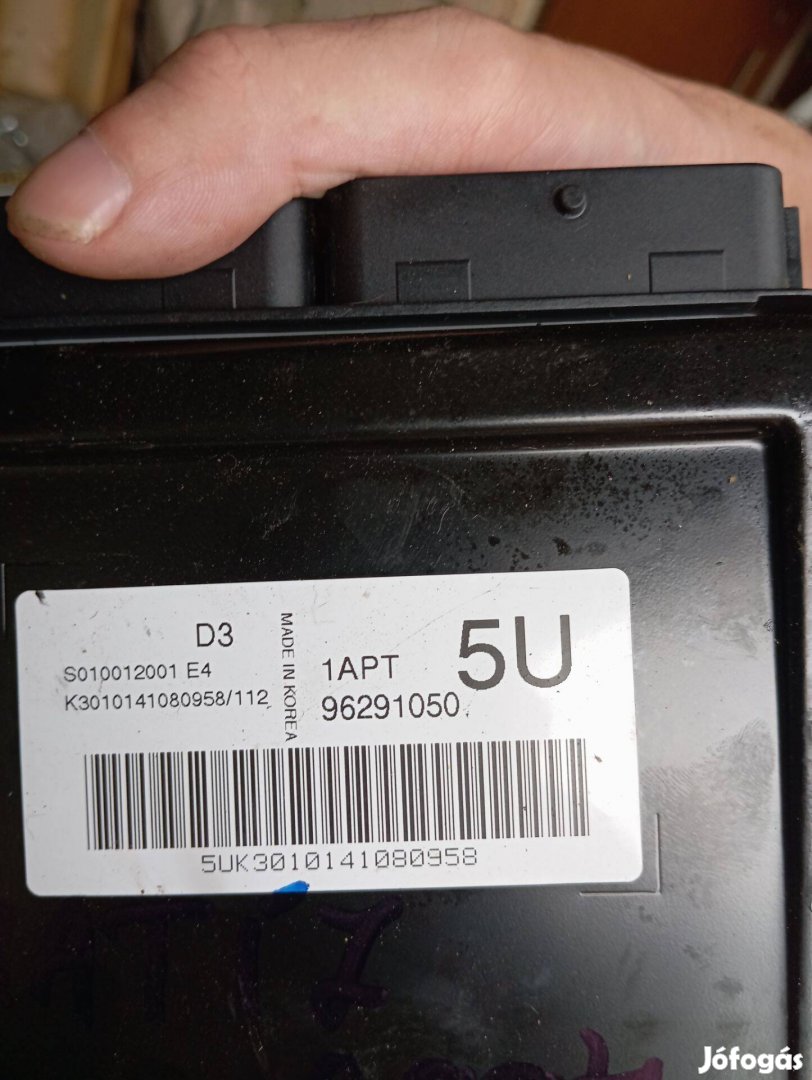 D3
S010012001 E4
K3010141080958/112
MADE IN KOREA
1APT
5U
96291050
5UK3010141080958
Jófogás